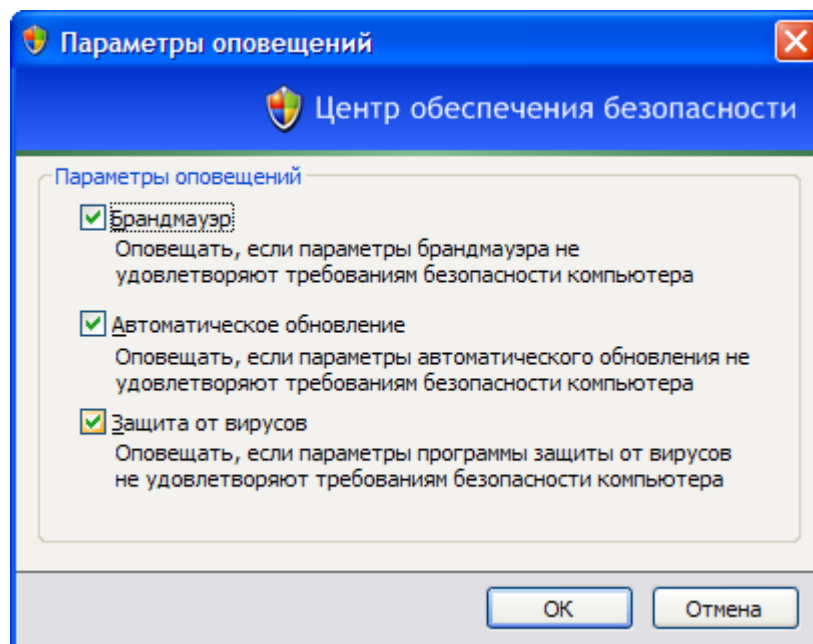 Параметры оповещений
Центр обеспечения безопасности
Параметры оповещений
Брандмауэр
Оповещать, если параметры брандмауэра не
удовлетворяют требованиям безопасности компьютера
Автоматическое обновление
Оповещать, если параметры автоматического обновления не
удовлетворяют требованиям безопасности компьютера
Защита от вирусов
Оповещать, если параметры программы защиты от вирусов
не удовлетворяют требованиям безопасности компьютера
ОК
Отмена